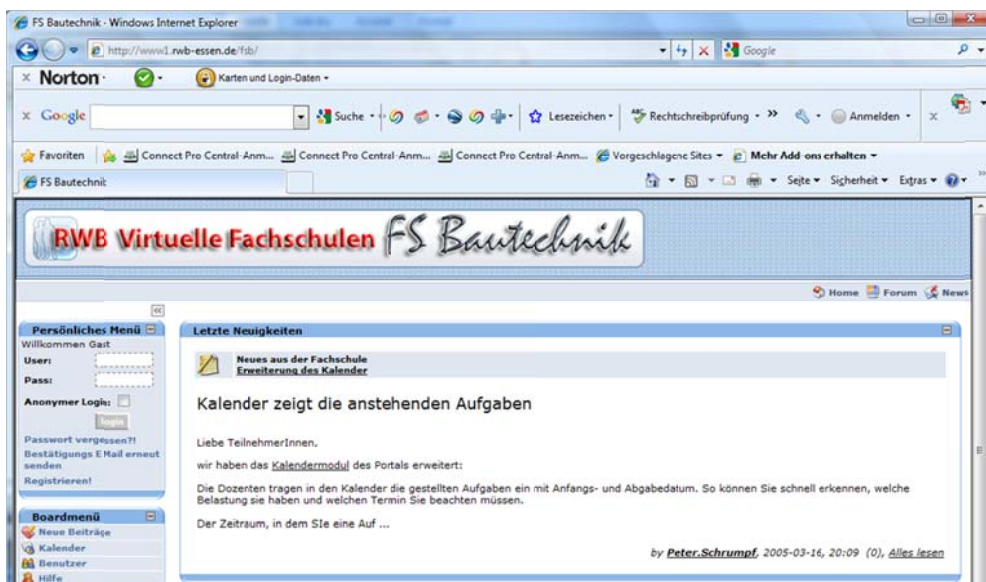 FS Bautechnik - Windows Internet Explorer
http://www1.rwb-essen.de/fsb/
Google
Norton
Karten und Login-Daten
Google
Suche
Lesezeichen
Rechtschreibprüfung
Anmelden
Favoriten
Connect Pro Central-Anm...
Connect Pro Central-Anm...
Connect Pro Central-Anm...
Vorgeschlagene Sites
Mehr Add-ons erhalten
FS Bautechnik
Seite
Sicherheit
Extras
RWB Virtuelle Fachschulen FS Bautechnik
Home Forum News
Persönliches Menü
Willkommen Gast
User:
Pass:
Anonymer Login:
login
Passwort vergessen?!
Bestätigungs E Mail erneut
senden
Registrieren!
Boardmenü
Neue Beiträge
Kalender
Benutzer
Hilfe
Letzte Neuigkeiten
Neues aus der Fachschule
Erweiterung des Kalender
Kalender zeigt die anstehenden Aufgaben
Liebe TeilnehmerInnen,
wir haben das Kalendermodul des Portals erweitert:
Die Dozenten tragen in den Kalender die gestellten Aufgaben ein mit Anfangs- und Abgabedatum. So können Sie schnell erkennen, welche
Belastung sie haben und welchen Termin Sie beachten müssen.
Der Zeitraum, in dem SIe eine Auf ...
by Peter.Schrumpf, 2005-03-16, 20:09 (0), Alles lesen